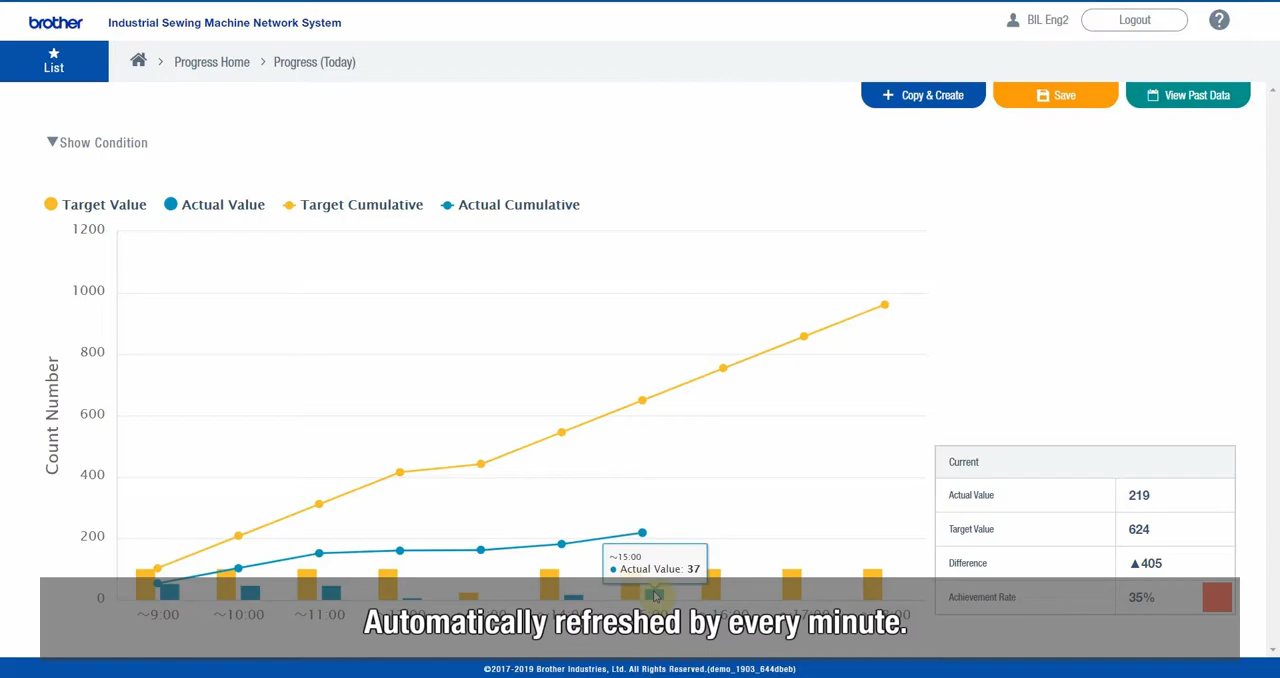 brother Industrial Sewing Machine Network System BIL Eng2 Logout ?
List
> Progress Home > Progress (Today)
+ Copy & Create Save View Past Data
▼Show Condition
Target Value Actual Value Target Cumulative Actual Cumulative
Count Number
1200
1000
800
600
400
200
0
~15:00
Actual Value: 37
~9:00 ~10:00 ~11:00
Current
Actual Value 219
Target Value 624
Difference ▲405
Achievement Rate 35%
Automatically refreshed by every minute.
©2017-2019 Brother Industries, Ltd. All Rights Reserved.(demo_1903_644dbeb)